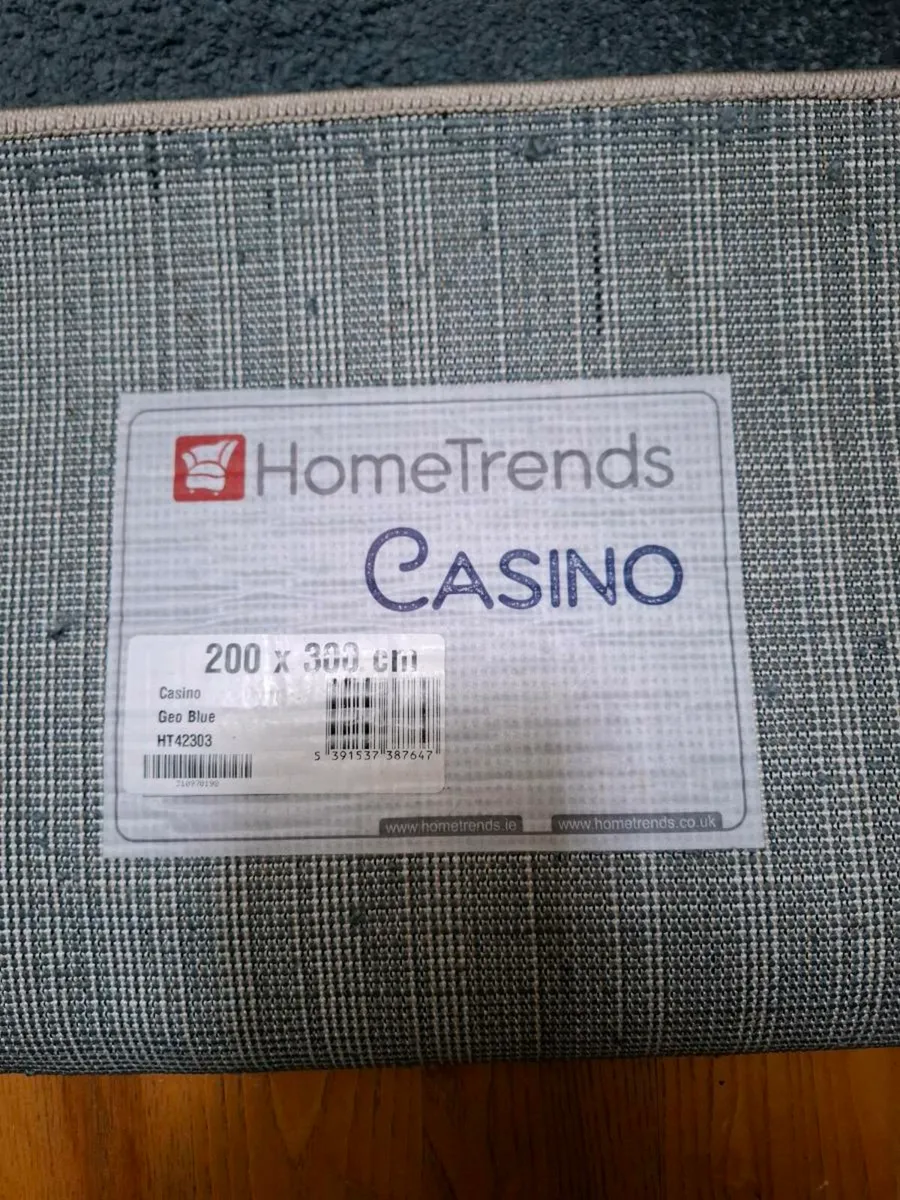 HomeTrends
CASINO
200 x 300 cm
Casino
Geo Blue
HT42303
5 391537 387647
www.hometrends.ie
www.hometrends.co.uk